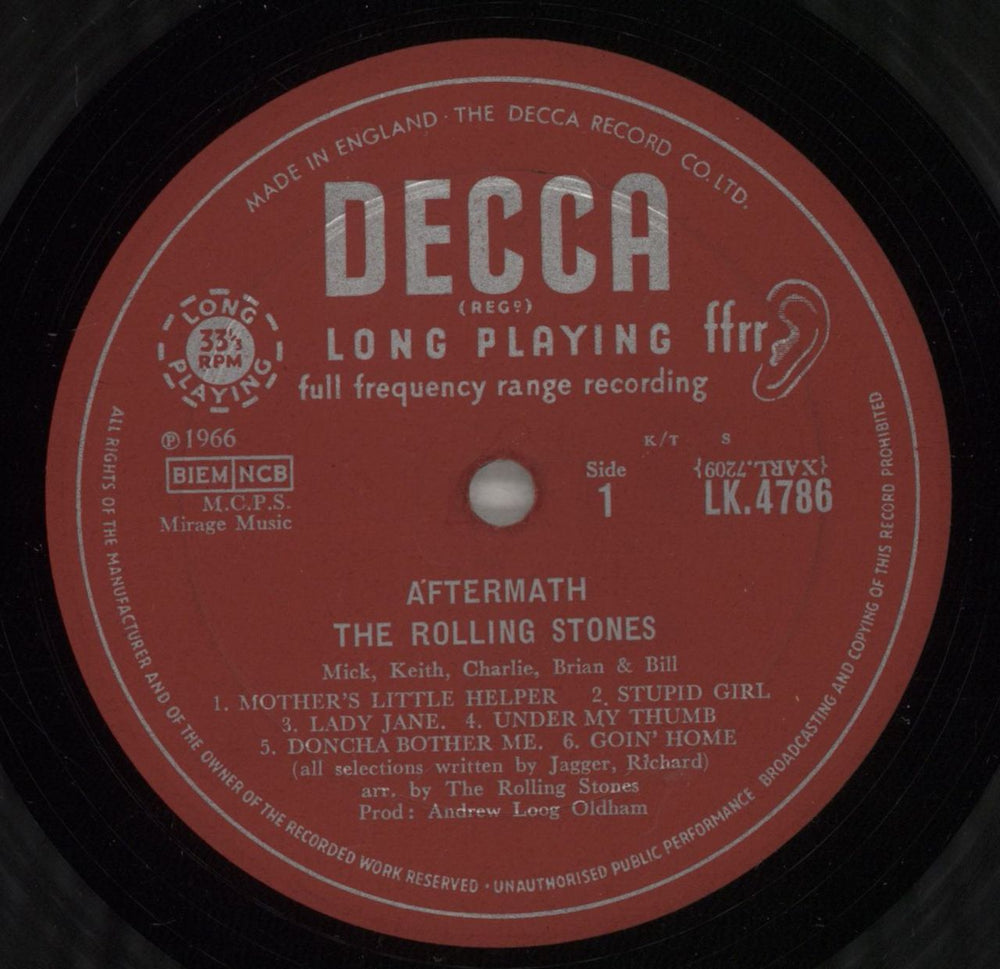 MADE IN ENGLAND · THE DECCA RECORD CO. LTD.
DECCA
(REGD)
LONG PLAYING ffrr
full frequency range recording
LONG
33⅓
RPM
PLAYING
℗ 1966
BIEM NCB
M.C.P.S.
Mirage Music
K/T S
Side
1
{XARL.7209}
LK.4786
AFTERMATH
THE ROLLING STONES
Mick, Keith, Charlie, Brian & Bill
1. MOTHER'S LITTLE HELPER 2. STUPID GIRL
3. LADY JANE. 4. UNDER MY THUMB
5. DONCHA BOTHER ME. 6. GOIN' HOME
(all selections written by Jagger, Richard)
arr. by The Rolling Stones
Prod: Andrew Loog Oldham
ALL RIGHTS OF THE MANUFACTURER AND OF THE OWNER OF THE RECORDED WORK RESERVED · UNAUTHORISED PUBLIC PERFORMANCE BROADCASTING AND COPYING OF THIS RECORD PROHIBITED